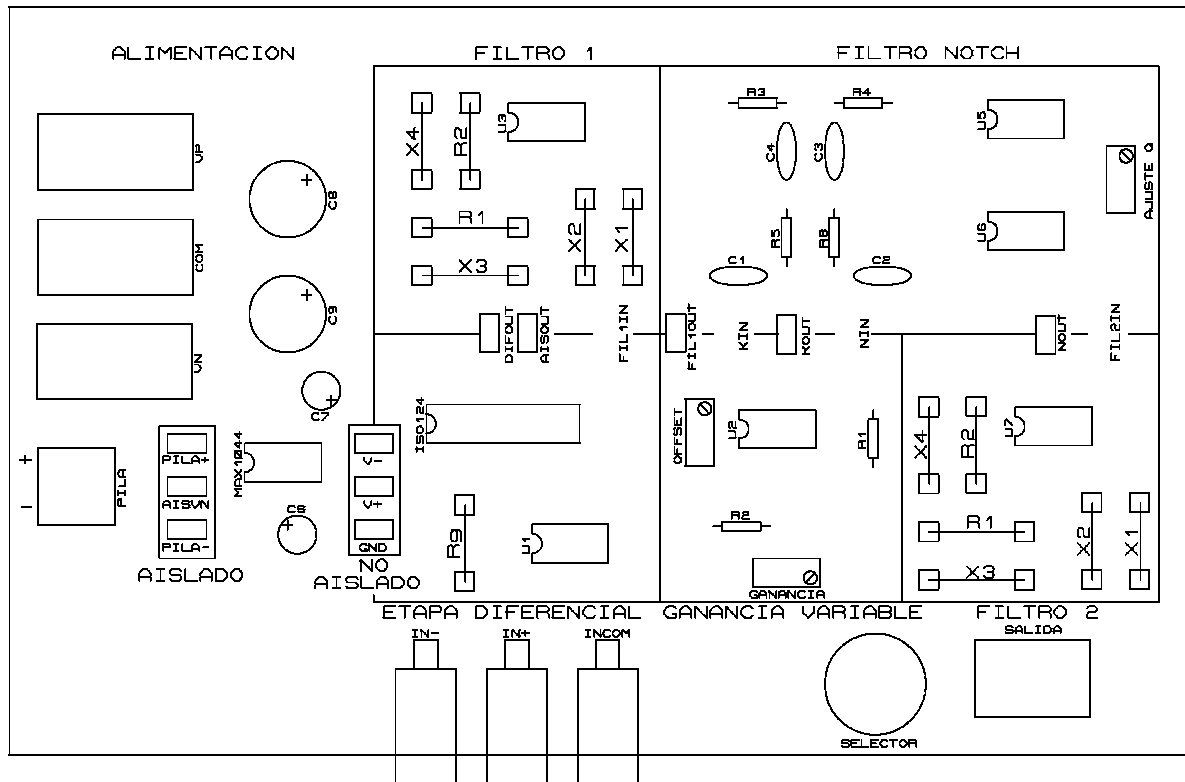 ALIMENTACION
FILTRO 1
FILTRO NOTCH
VP
COM
VN
C8
C9
C7
C6
+
-
PILA
PILA+
AISVN
PILA-
AISLADO
MAX1044
V-
V+
GND
NO
AISLADO
X4
R2
U3
R1
X3
X2
X1
DIFOUT
AISOUT
FIL1IN
FIL1OUT
KIN
KOUT
NIN
NOUT
FIL2IN
R3
R4
C4
C3
R5
R6
C1
C2
U5
U6
AJUSTE Q
ISO124
R9
U1
OFFSET
U2
R1
R2
GANANCIA
X4
R2
U7
R1
X3
X2
X1
ETAPA DIFERENCIAL
GANANCIA VARIABLE
FILTRO 2
IN-
IN+
INCOM
SELECTOR
SALIDA